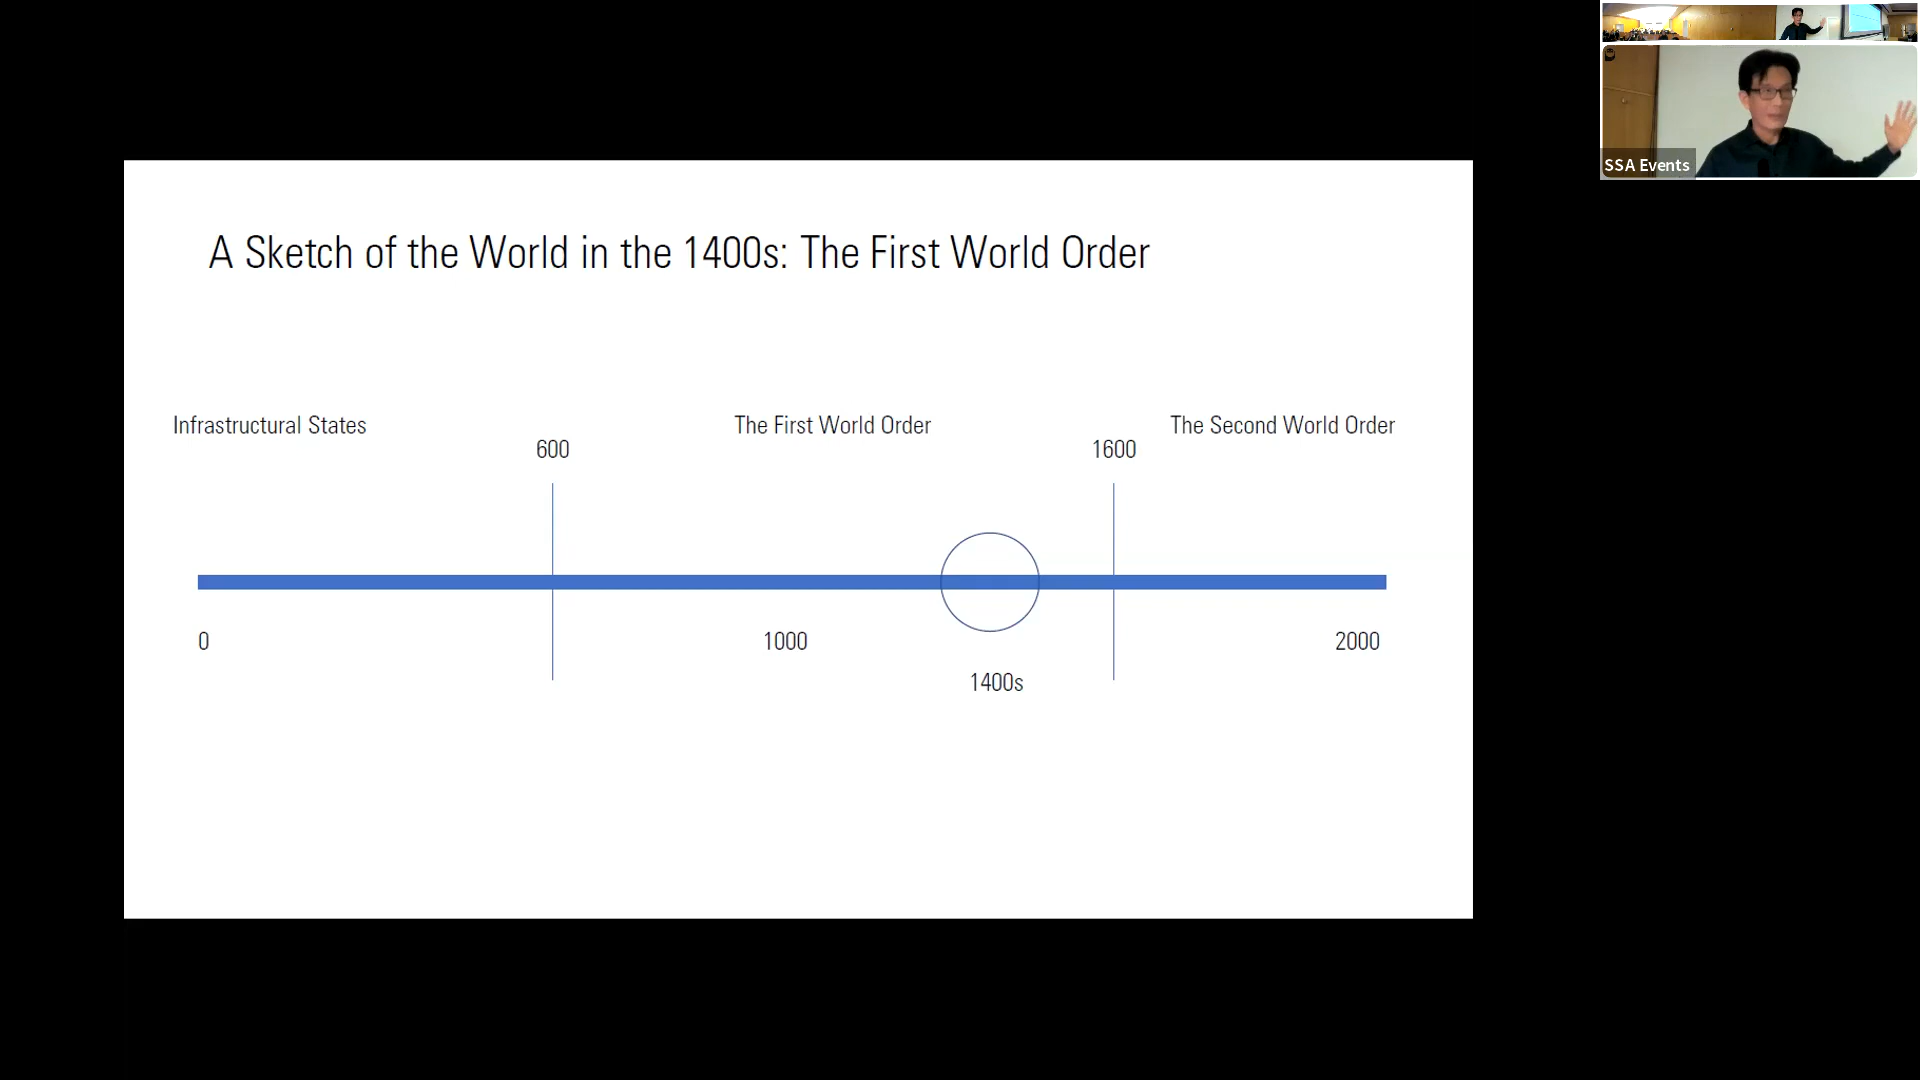 A Sketch of the World in the 1400s: The First World Order
Infrastructural States
The First World Order
The Second World Order
600
1600
0
1000
2000
1400s
SSA Events